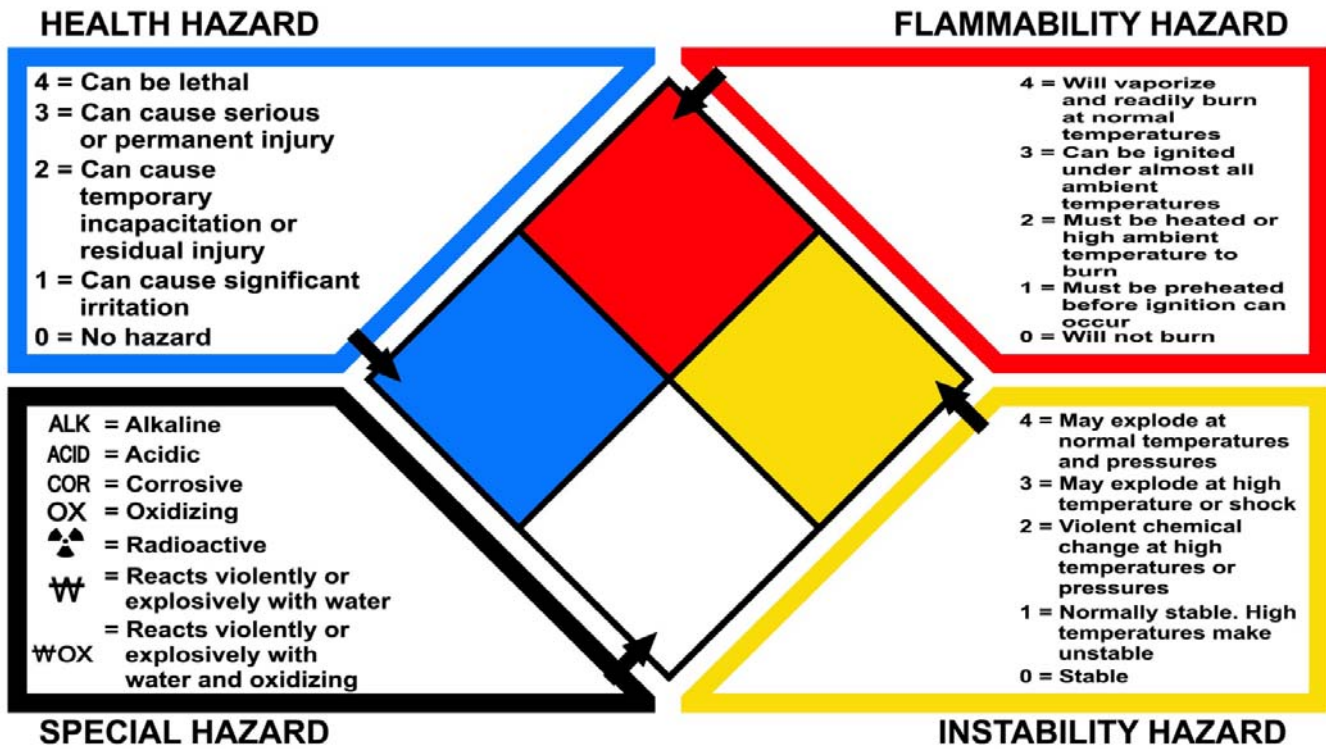 HEALTH HAZARD
4 = Can be lethal
3 = Can cause serious
or permanent injury
2 = Can cause
temporary
incapacitation or
residual injury
1 = Can cause significant
irritation
0 = No hazard
FLAMMABILITY HAZARD
4 = Will vaporize
and readily burn
at normal
temperatures
3 = Can be ignited
under almost all
ambient
temperatures
2 = Must be heated or
high ambient
temperature to
burn
1 = Must be preheated
before ignition can
occur
0 = Will not burn
ALK = Alkaline
ACID = Acidic
COR = Corrosive
OX = Oxidizing
☢ = Radioactive
W̶ = Reacts violently or
explosively with water
= Reacts violently or
explosively with
W̶OX water and oxidizing
SPECIAL HAZARD
4 = May explode at
normal temperatures
and pressures
3 = May explode at high
temperature or shock
2 = Violent chemical
change at high
temperatures or
pressures
1 = Normally stable. High
temperatures make
unstable
0 = Stable
INSTABILITY HAZARD